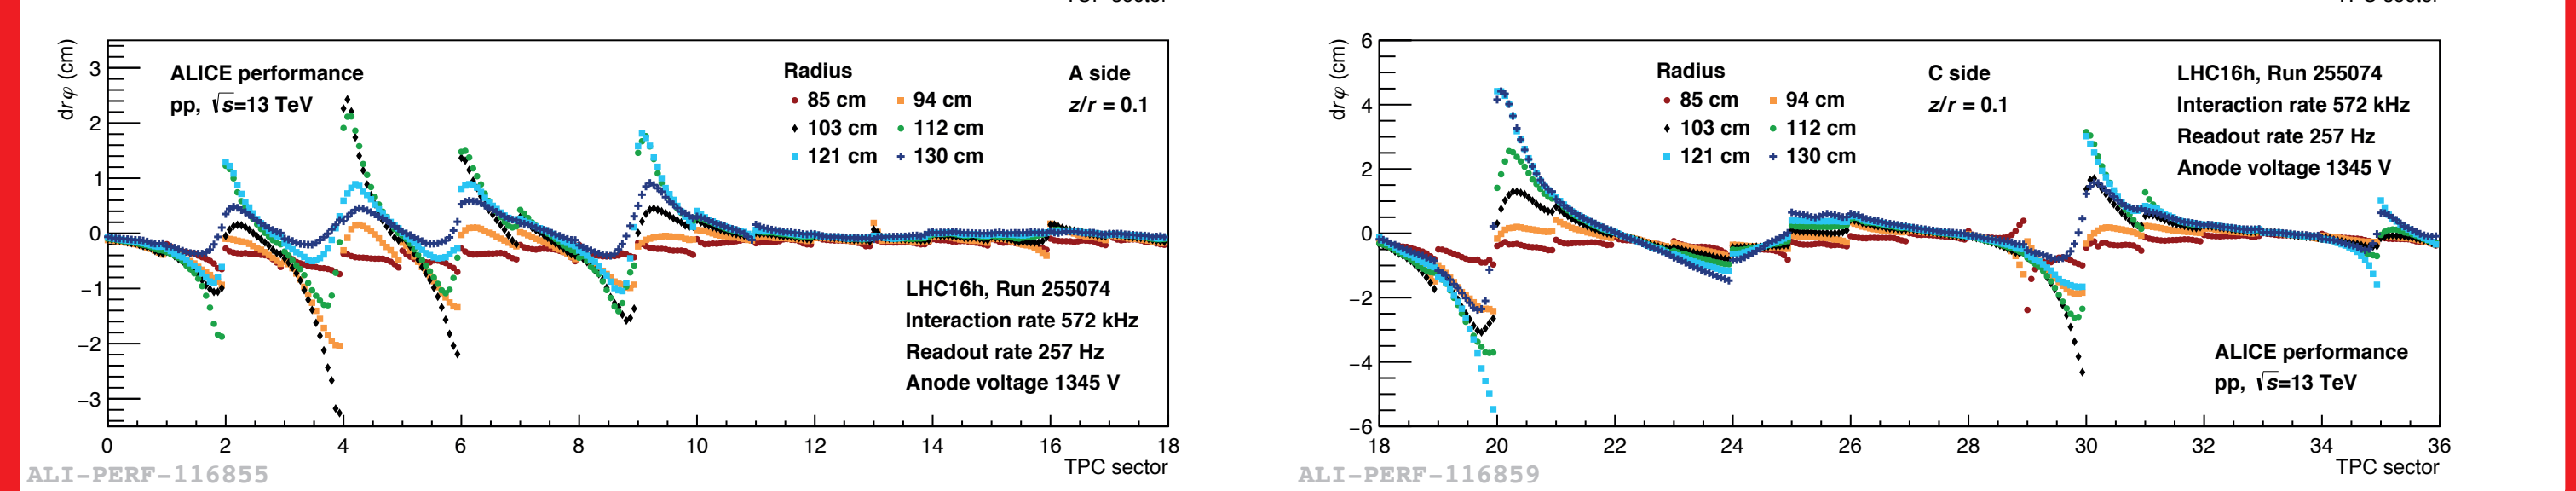 TPC sector
drφ (cm)
ALICE performance
pp, √s=13 TeV
Radius
85 cm
94 cm
103 cm
112 cm
121 cm
130 cm
A side
z/r = 0.1
LHC16h, Run 255074
Interaction rate 572 kHz
Readout rate 257 Hz
Anode voltage 1345 V
3
2
1
0
−1
−2
−3
0 2 4 6 8 10 12 14 16 18
TPC sector
ALI-PERF-116855
drφ (cm)
Radius
85 cm
94 cm
103 cm
112 cm
121 cm
130 cm
C side
z/r = 0.1
LHC16h, Run 255074
Interaction rate 572 kHz
Readout rate 257 Hz
Anode voltage 1345 V
ALICE performance
pp, √s=13 TeV
6
4
2
0
−2
−4
−6
18 20 22 24 26 28 30 32 34 36
TPC sector
ALI-PERF-116859